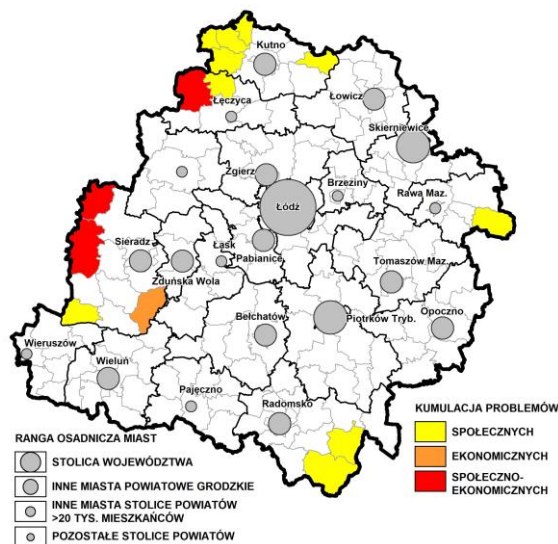 Kutno
Łowicz
Łęczyca
Skierniewice
Zgierz
Brzeziny
Rawa Maz.
Łódź
Sieradz
Łask
Pabianice
Zduńska Wola
Tomaszów Maz.
Bełchatów
Piotrków Tryb.
Opoczno
Wieruszów
Wieluń
Pajęczno
Radomsko
RANGA OSADNICZA MIAST
STOLICA WOJEWÓDZTWA
INNE MIASTA POWIATOWE GRODZKIE
INNE MIASTA STOLICE POWIATÓW
>20 TYS. MIESZKAŃCÓW
POZOSTAŁE STOLICE POWIATÓW
KUMULACJA PROBLEMÓW
SPOŁECZNYCH
EKONOMICZNYCH
SPOŁECZNO-
EKONOMICZNYCH